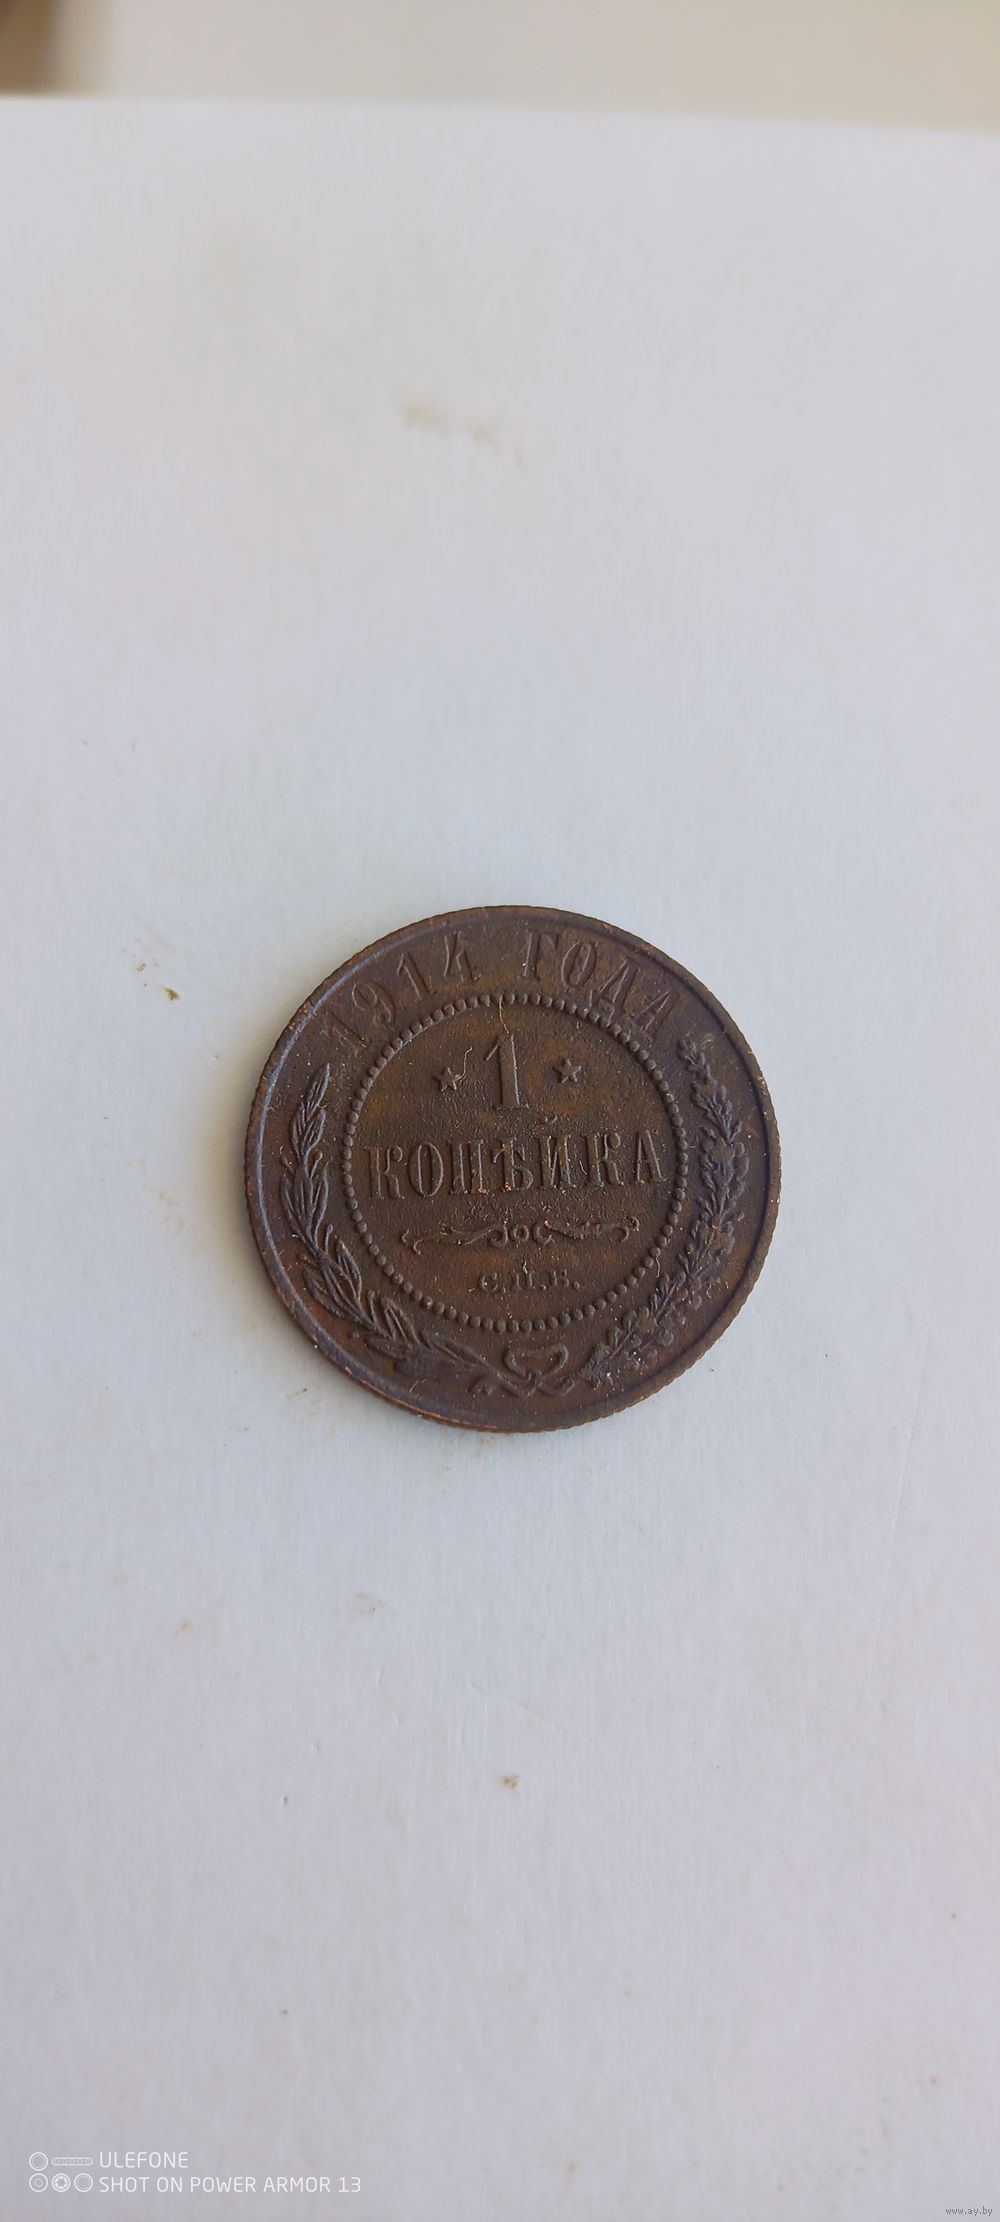 1914 ГОДА
1
КОПѢЙКА
С.П.Б.
ULEFONE
SHOT ON POWER ARMOR 13
www.ay.by